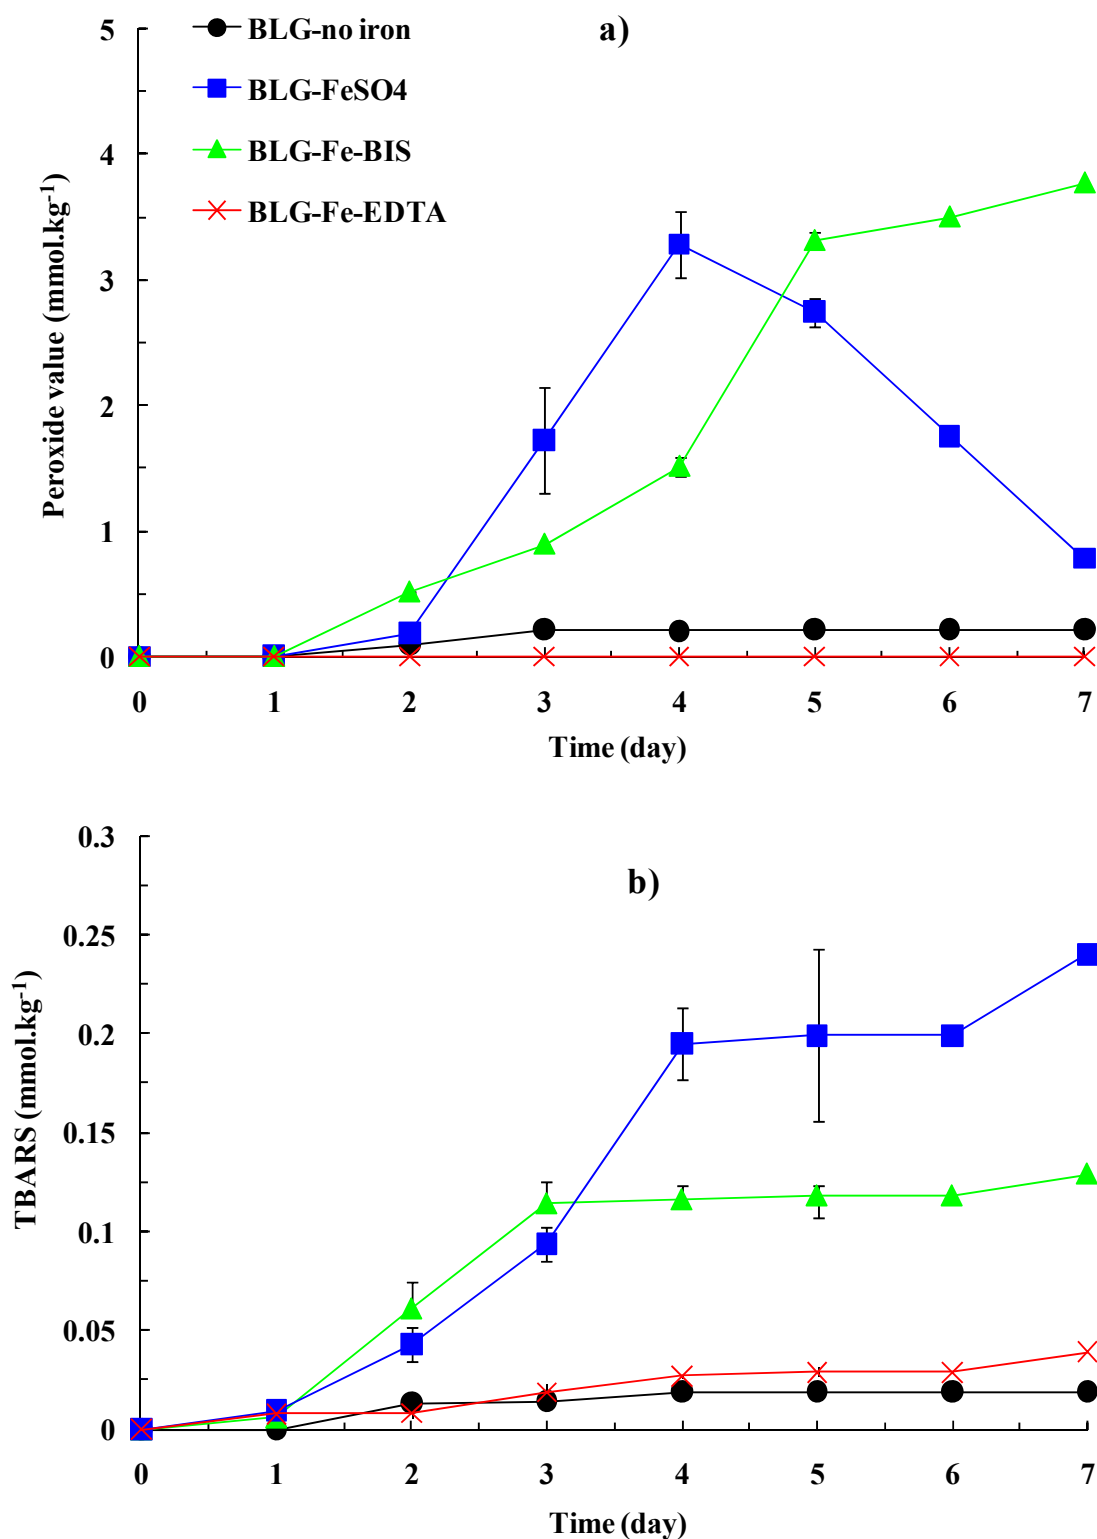 a)
BLG-no iron
BLG-FeSO4
BLG-Fe-BIS
BLG-Fe-EDTA
Peroxide value (mmol.kg⁻¹)
5
4
3
2
1
0
0 1 2 3 4 5 6 7
Time (day)
b)
TBARS (mmol.kg⁻¹)
0.3
0.25
0.2
0.15
0.1
0.05
0
0 1 2 3 4 5 6 7
Time (day)